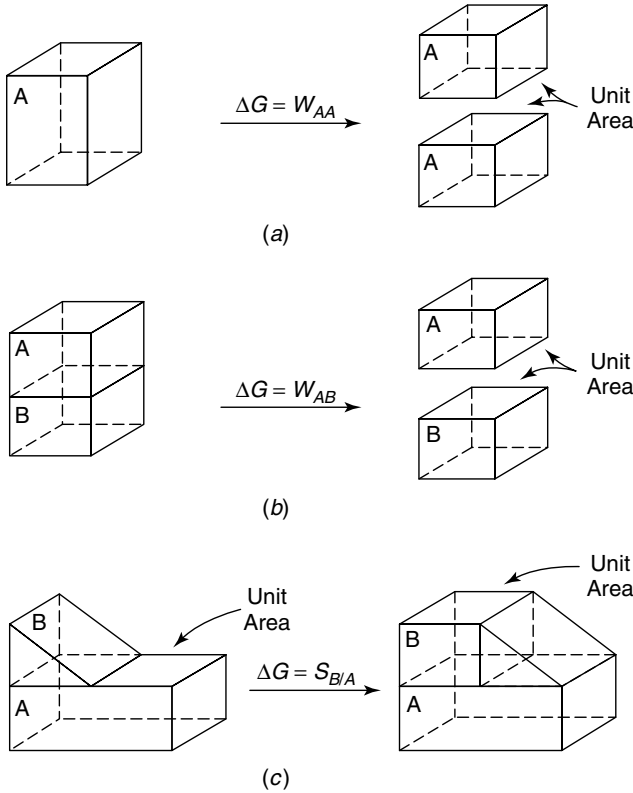 A
ΔG = W_AA
A
A
Unit
Area
(a)
A
B
ΔG = W_AB
A
B
Unit
Area
(b)
B
A
Unit
Area
ΔG = S_B/A
B
A
Unit
Area
(c)